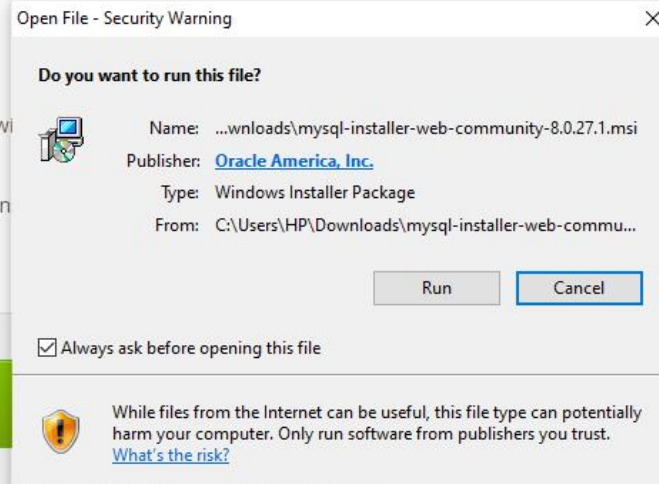 Open File - Security Warning
Do you want to run this file?
Name: ...wnloads\mysql-installer-web-community-8.0.27.1.msi
Publisher: Oracle America, Inc.
Type: Windows Installer Package
From: C:\Users\HP\Downloads\mysql-installer-web-commu...
Run Cancel
Always ask before opening this file
While files from the Internet can be useful, this file type can potentially
harm your computer. Only run software from publishers you trust.
What's the risk?